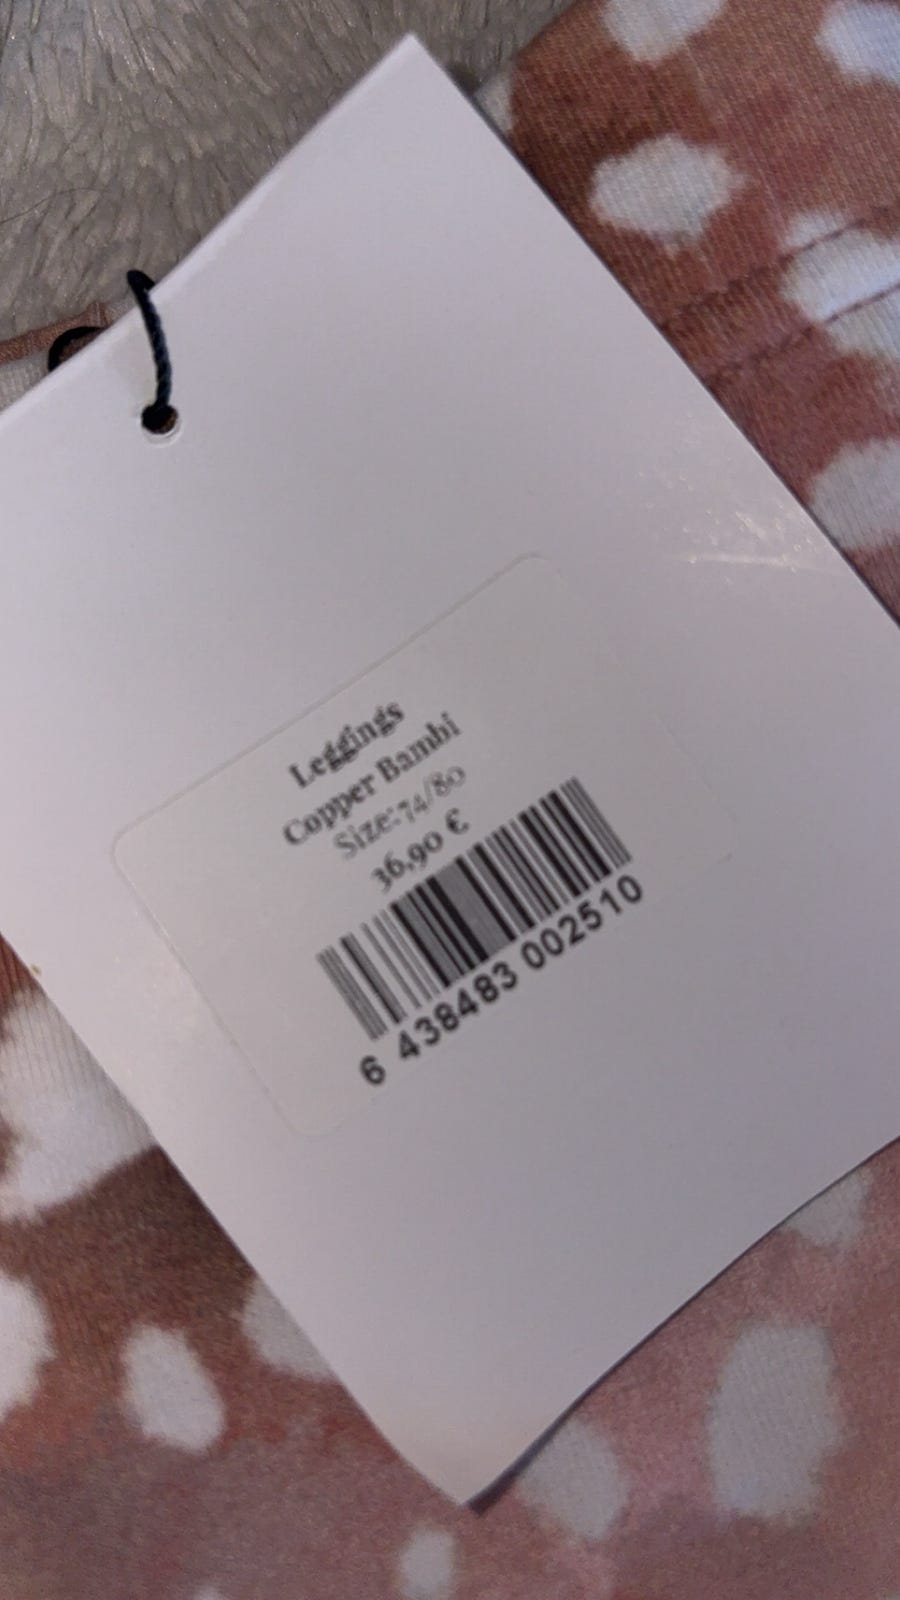 Leggings
Copper Bambi
Size:74/80
36,90 €
6 438483 002510